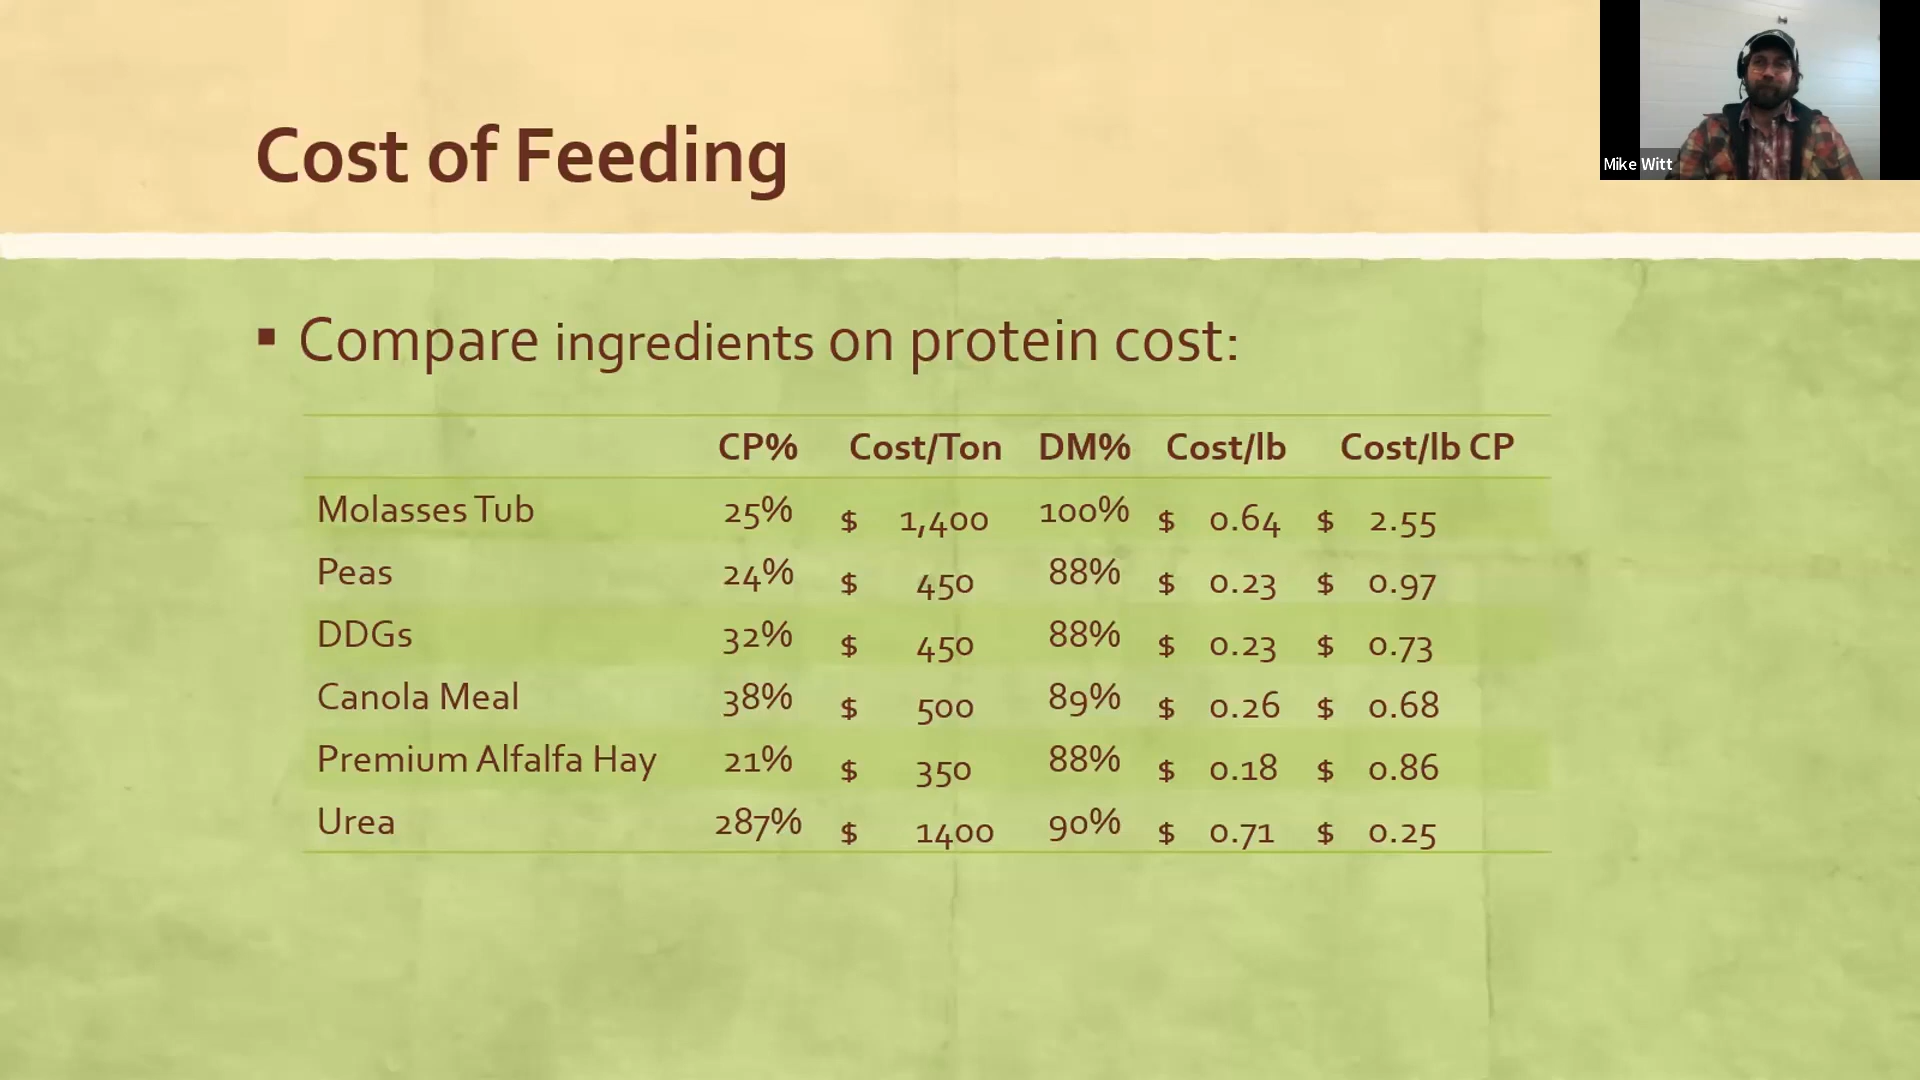 Mike Witt
Cost of Feeding
▪ Compare ingredients on protein cost:
CP% Cost/Ton DM% Cost/lb Cost/lb CP
Molasses Tub 25% $ 1,400 100% $ 0.64 $ 2.55
Peas 24% $ 450 88% $ 0.23 $ 0.97
DDGs 32% $ 450 88% $ 0.23 $ 0.73
Canola Meal 38% $ 500 89% $ 0.26 $ 0.68
Premium Alfalfa Hay 21% $ 350 88% $ 0.18 $ 0.86
Urea 287% $ 1400 90% $ 0.71 $ 0.25